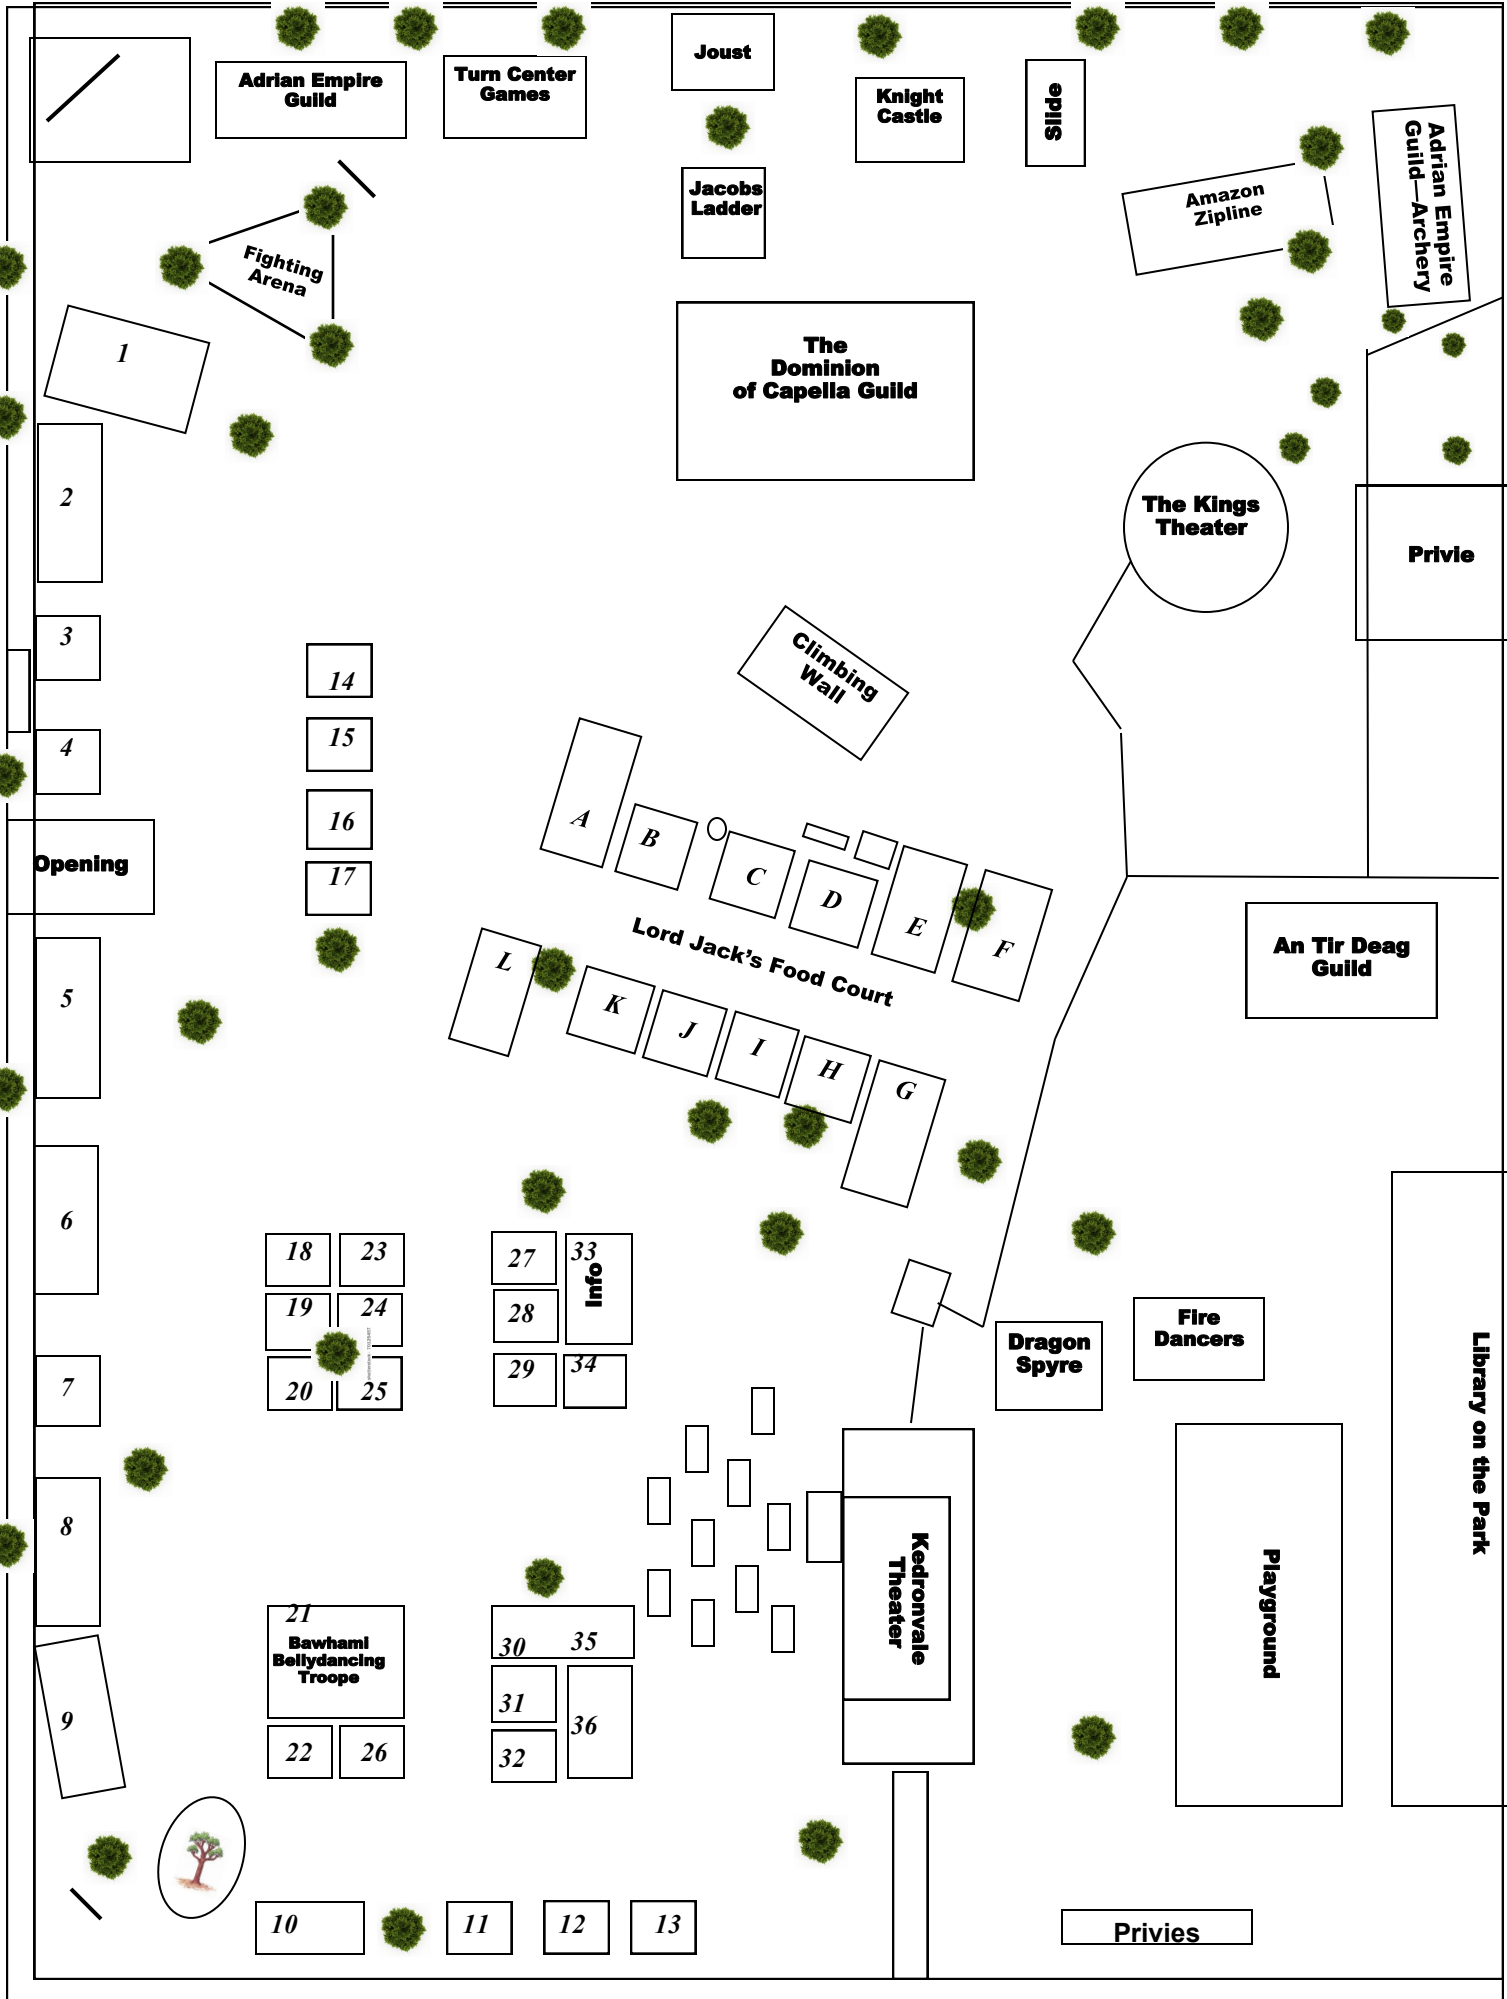 Joust
Adrian Empire
Guild
Turn Center
Games
Knight
Castle
Slide
Adrian Empire
Guild—Archery
Jacobs
Ladder
Amazon
Zipline
Fighting
Arena
1
The
Dominion
of Capella Guild
2
The Kings
Theater
Privie
3
Climbing
Wall
14
4
15
16
A
B
Opening
17
C
D
E
F
Lord Jack's Food Court
An Tir Deag
Guild
L
5
K
J
I
H
G
6
18
23
27
33
Info
19
24
28
Fire
Dancers
Dragon
Spyre
7
20
25
29
34
Library on the Park
8
Kedronvale
Theater
Playground
21
Bawhami
Bellydancing
Troope
30
35
9
31
36
22
26
32
10
11
12
13
Privies